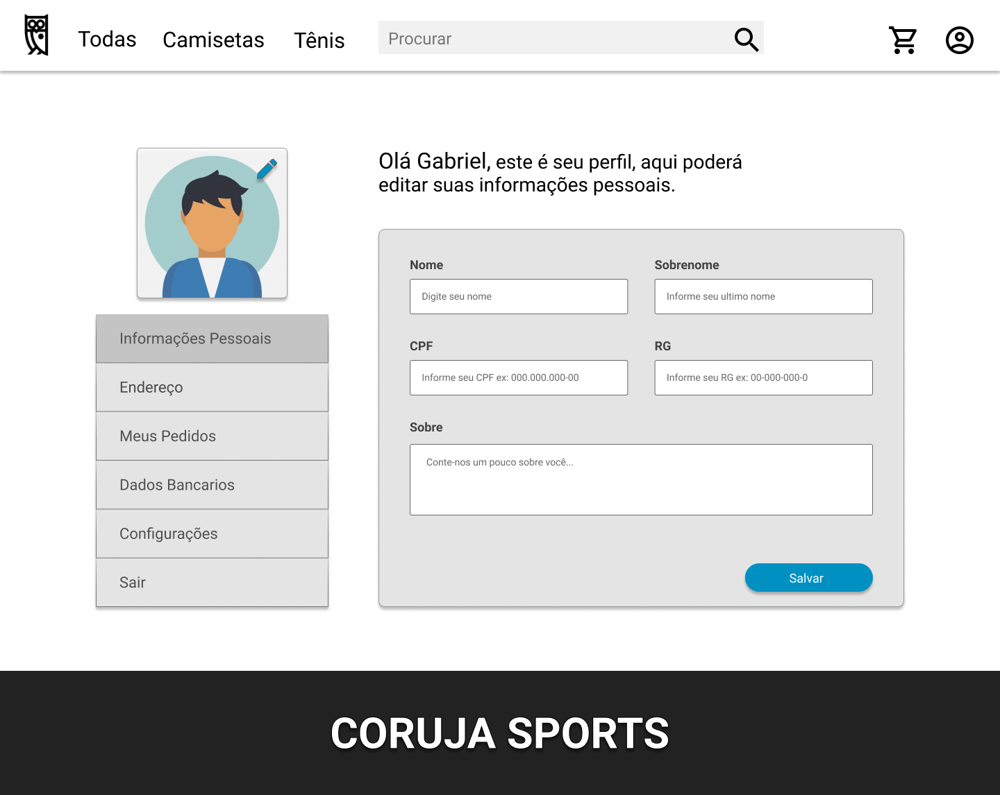 Todas Camisetas Tênis Procurar
Olá Gabriel, este é seu perfil, aqui poderá
editar suas informações pessoais.
Informações Pessoais
Endereço
Meus Pedidos
Dados Bancarios
Configurações
Sair
Nome Sobrenome
Digite seu nome Informe seu ultimo nome
CPF RG
Informe seu CPF ex: 000.000.000-00 Informe seu RG ex: 00-000-000-0
Sobre
Conte-nos um pouco sobre você...
Salvar
CORUJA SPORTS